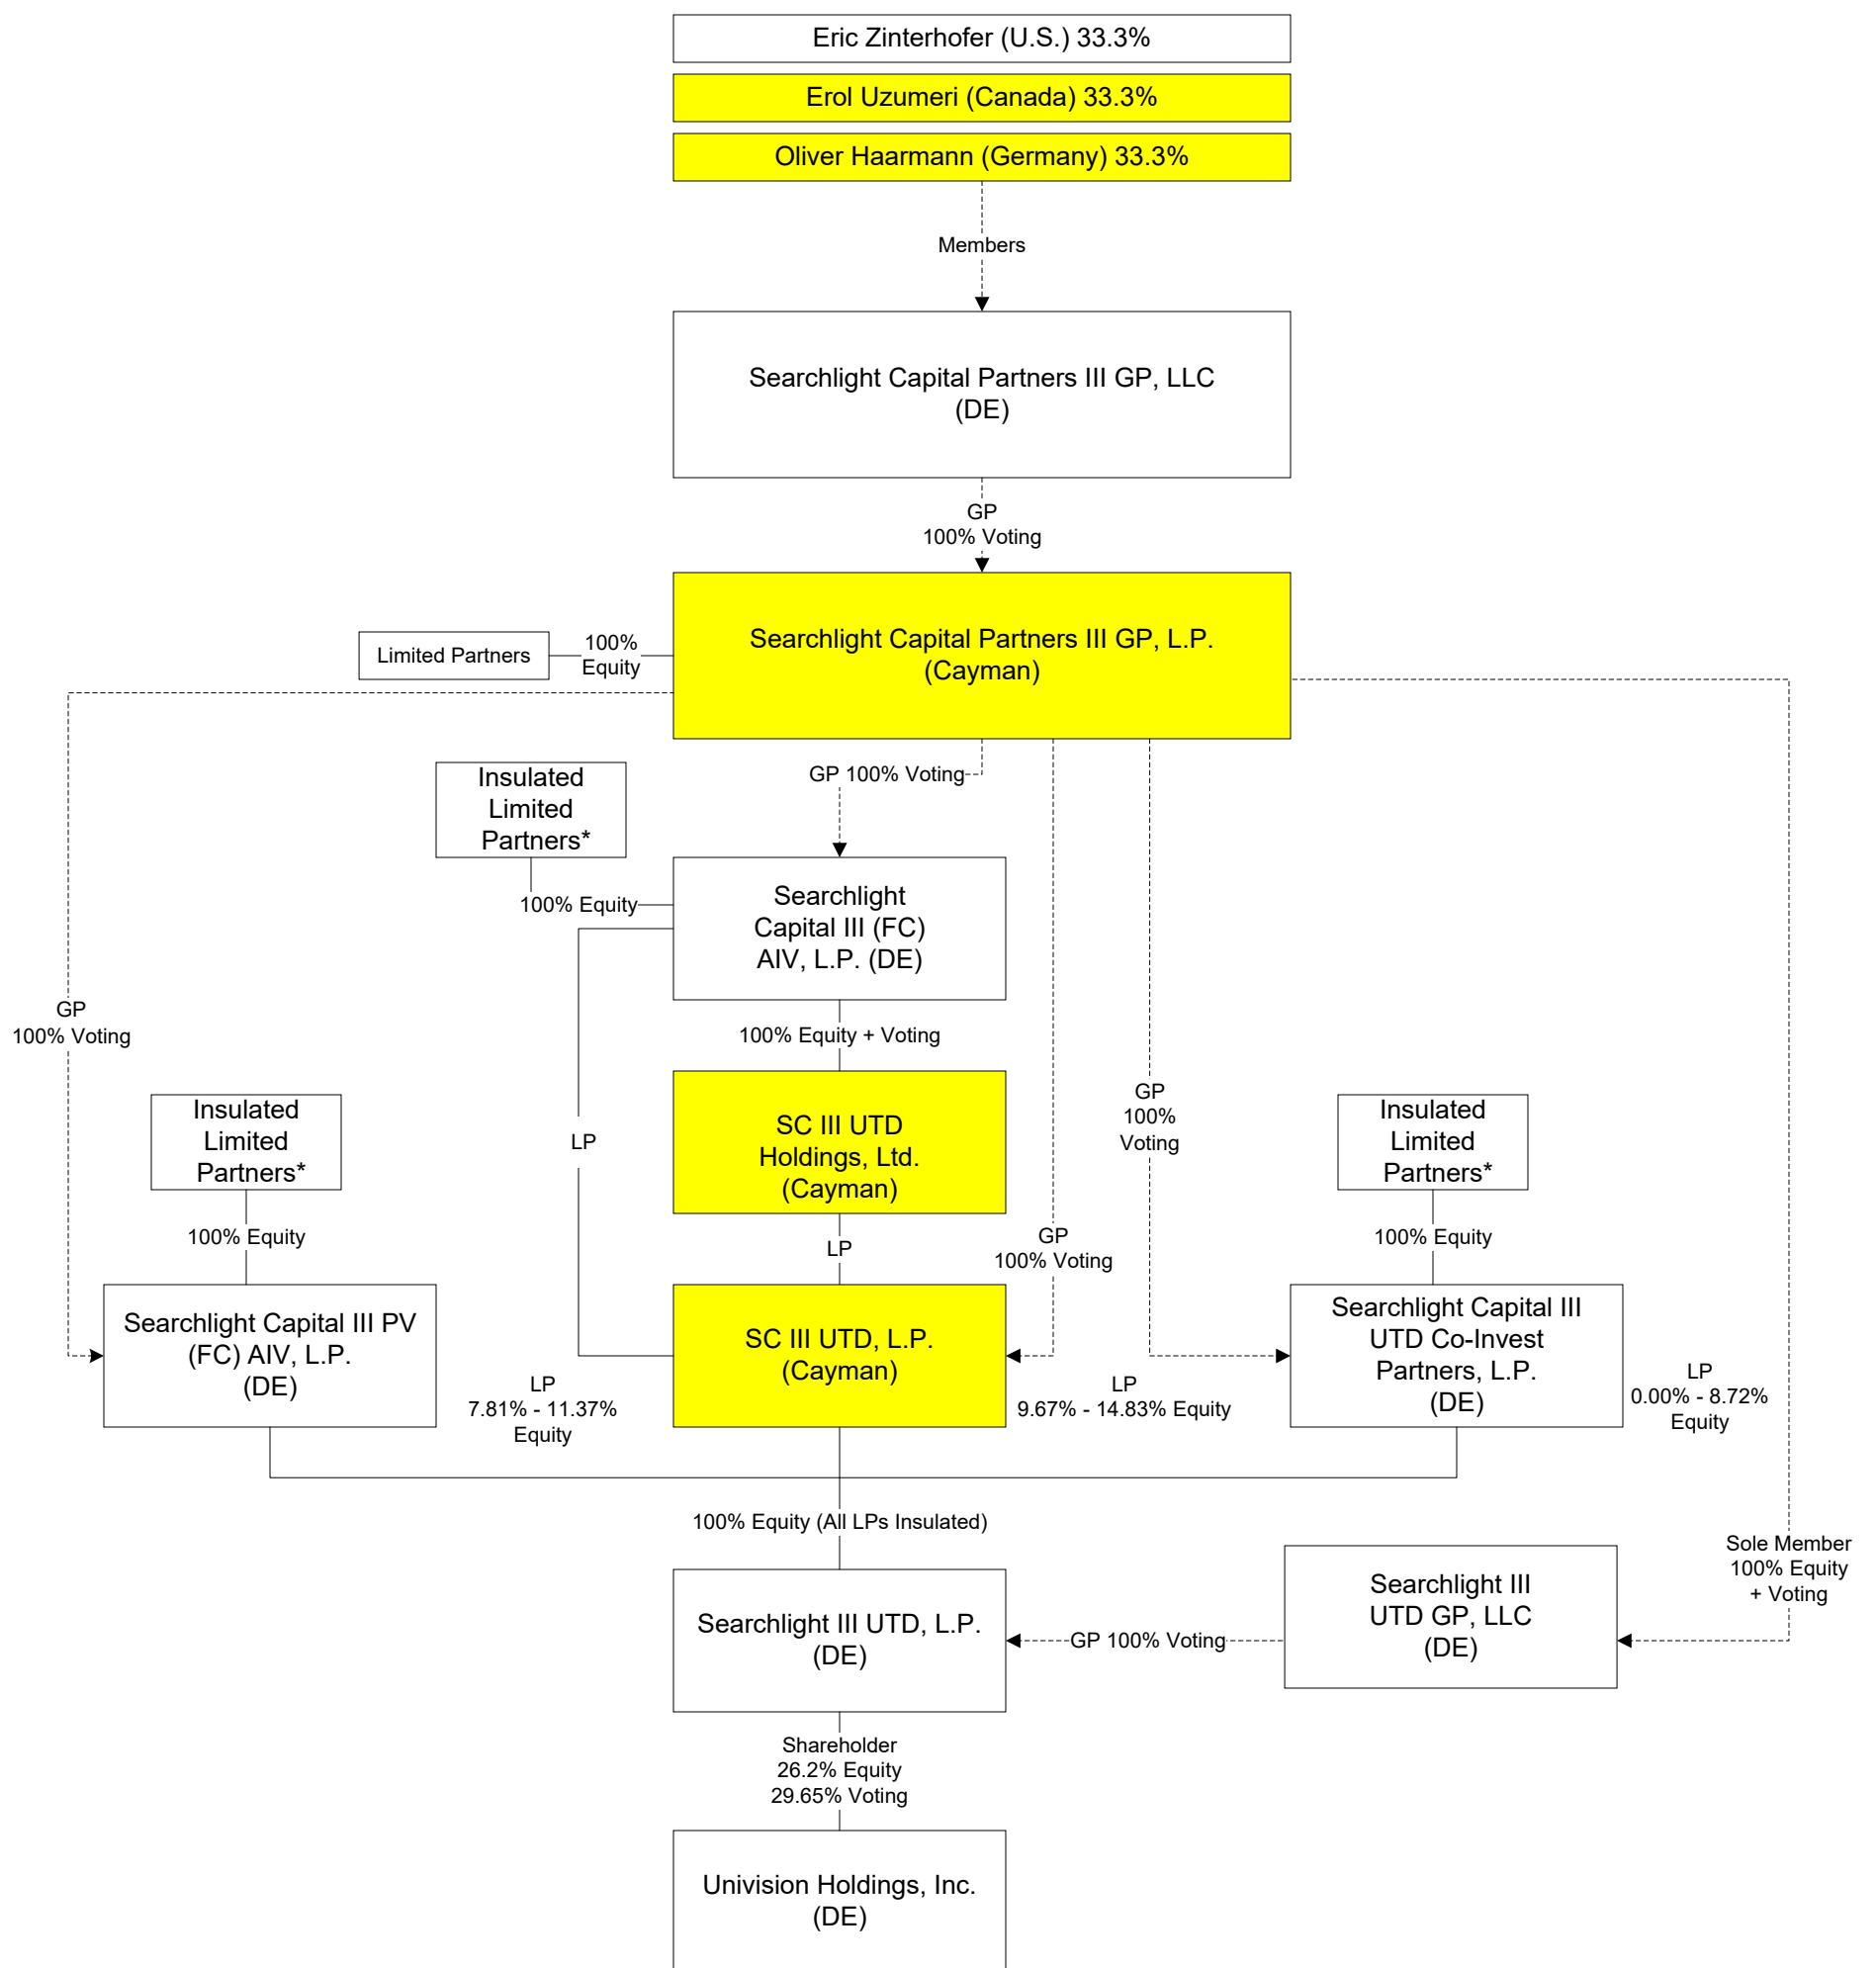 Eric Zinterhofer (U.S.) 33.3%
Erol Uzumeri (Canada) 33.3%
Oliver Haarmann (Germany) 33.3%
Members
Searchlight Capital Partners III GP, LLC
(DE)
GP
100% Voting
Searchlight Capital Partners III GP, L.P.
(Cayman)
Limited Partners
100%
Equity
GP 100% Voting
Insulated
Limited
Partners*
100% Equity
Searchlight
Capital III (FC)
AIV, L.P. (DE)
GP
100% Voting
100% Equity + Voting
LP
SC III UTD
Holdings, Ltd.
(Cayman)
GP
100%
Voting
Insulated
Limited
Partners*
100% Equity
Insulated
Limited
Partners*
100% Equity
LP
GP
100% Voting
Searchlight Capital III PV
(FC) AIV, L.P.
(DE)
LP
7.81% - 11.37%
Equity
SC III UTD, L.P.
(Cayman)
LP
9.67% - 14.83% Equity
Searchlight Capital III
UTD Co-Invest
Partners, L.P.
(DE)
LP
0.00% - 8.72%
Equity
100% Equity (All LPs Insulated)
Sole Member
100% Equity
+ Voting
Searchlight III UTD, L.P.
(DE)
GP 100% Voting
Searchlight III
UTD GP, LLC
(DE)
Shareholder
26.2% Equity
29.65% Voting
Univision Holdings, Inc.
(DE)